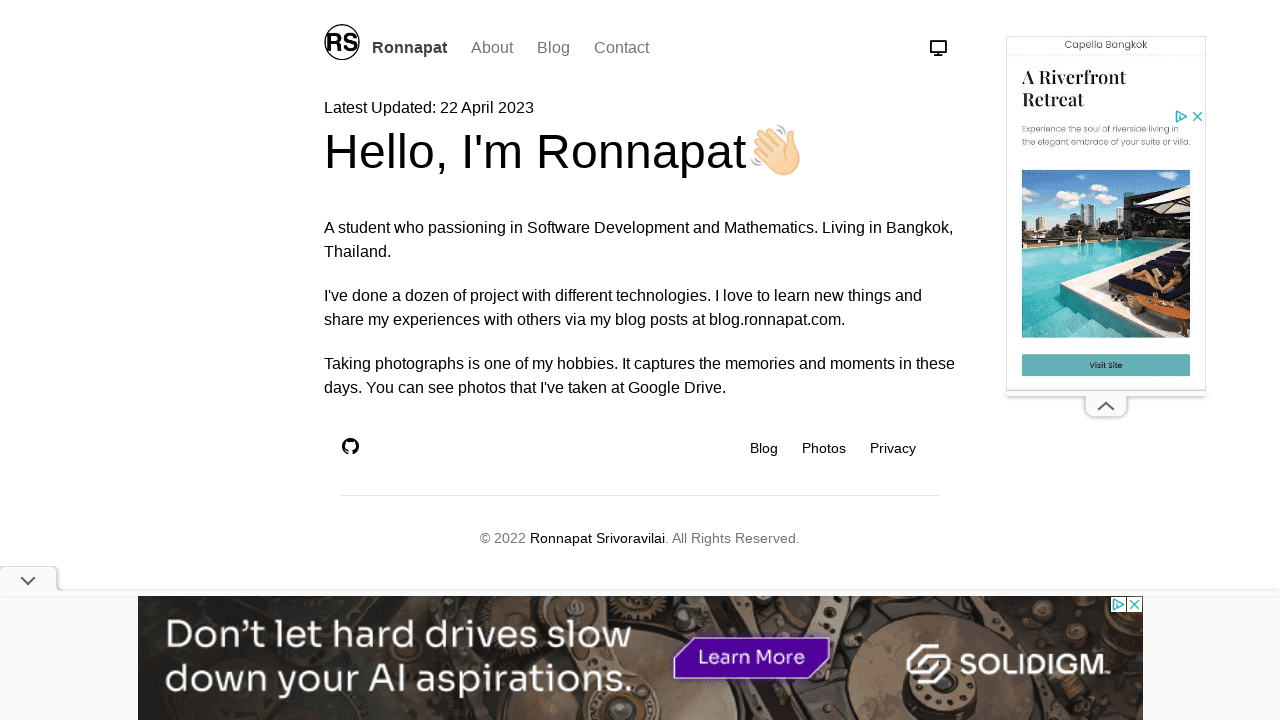 RS
Ronnapat About Blog Contact
Latest Updated: 22 April 2023
Hello, I'm Ronnapat👋🏻
A student who passioning in Software Development and Mathematics. Living in Bangkok,
Thailand.
I've done a dozen of project with different technologies. I love to learn new things and
share my experiences with others via my blog posts at blog.ronnapat.com.
Taking photographs is one of my hobbies. It captures the memories and moments in these
days. You can see photos that I've taken at Google Drive.
Blog Photos Privacy
© 2022 Ronnapat Srivoravilai. All Rights Reserved.
Capella Bangkok
A Riverfront
Retreat
Experience the soul of riverside living in
the elegant embrace of your suite or villa.
Visit Site
Don't let hard drives slow
down your AI aspirations.
Learn More
SOLIDIGM